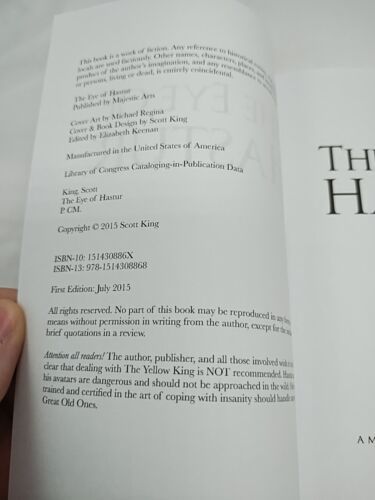 This book is a work of fiction. Any reference to historical
locals are used fictitiously. Other names, characters, places, and
product of the author's imagination, and any resemblance to
or persons, living or dead, is entirely coincidental.
The Eye of Hastur
Published by Majestic Arts
Cover Art by Michael Regina
Cover & Book Design by Scott King
Edited by Elizabeth Keenan
Manufactured in the United States of America
Library of Congress Cataloging-in-Publication Data
King, Scott
The Eye of Hastur
P. CM.
Copyright © 2015 Scott King
ISBN-10: 151430886X
ISBN-13: 978-1514308868
First Edition: July 2015
All rights reserved. No part of this book may be reproduced in any
means without permission in writing from the author, except for the
brief quotations in a review.
Attention all readers! The author, publisher, and all those involved
clear that dealing with The Yellow King is NOT recommended.
his avatars are dangerous and should not be approached in the wild.
trained and certified in the art of coping with insanity should handle
Great Old Ones.
TH
HA
A M